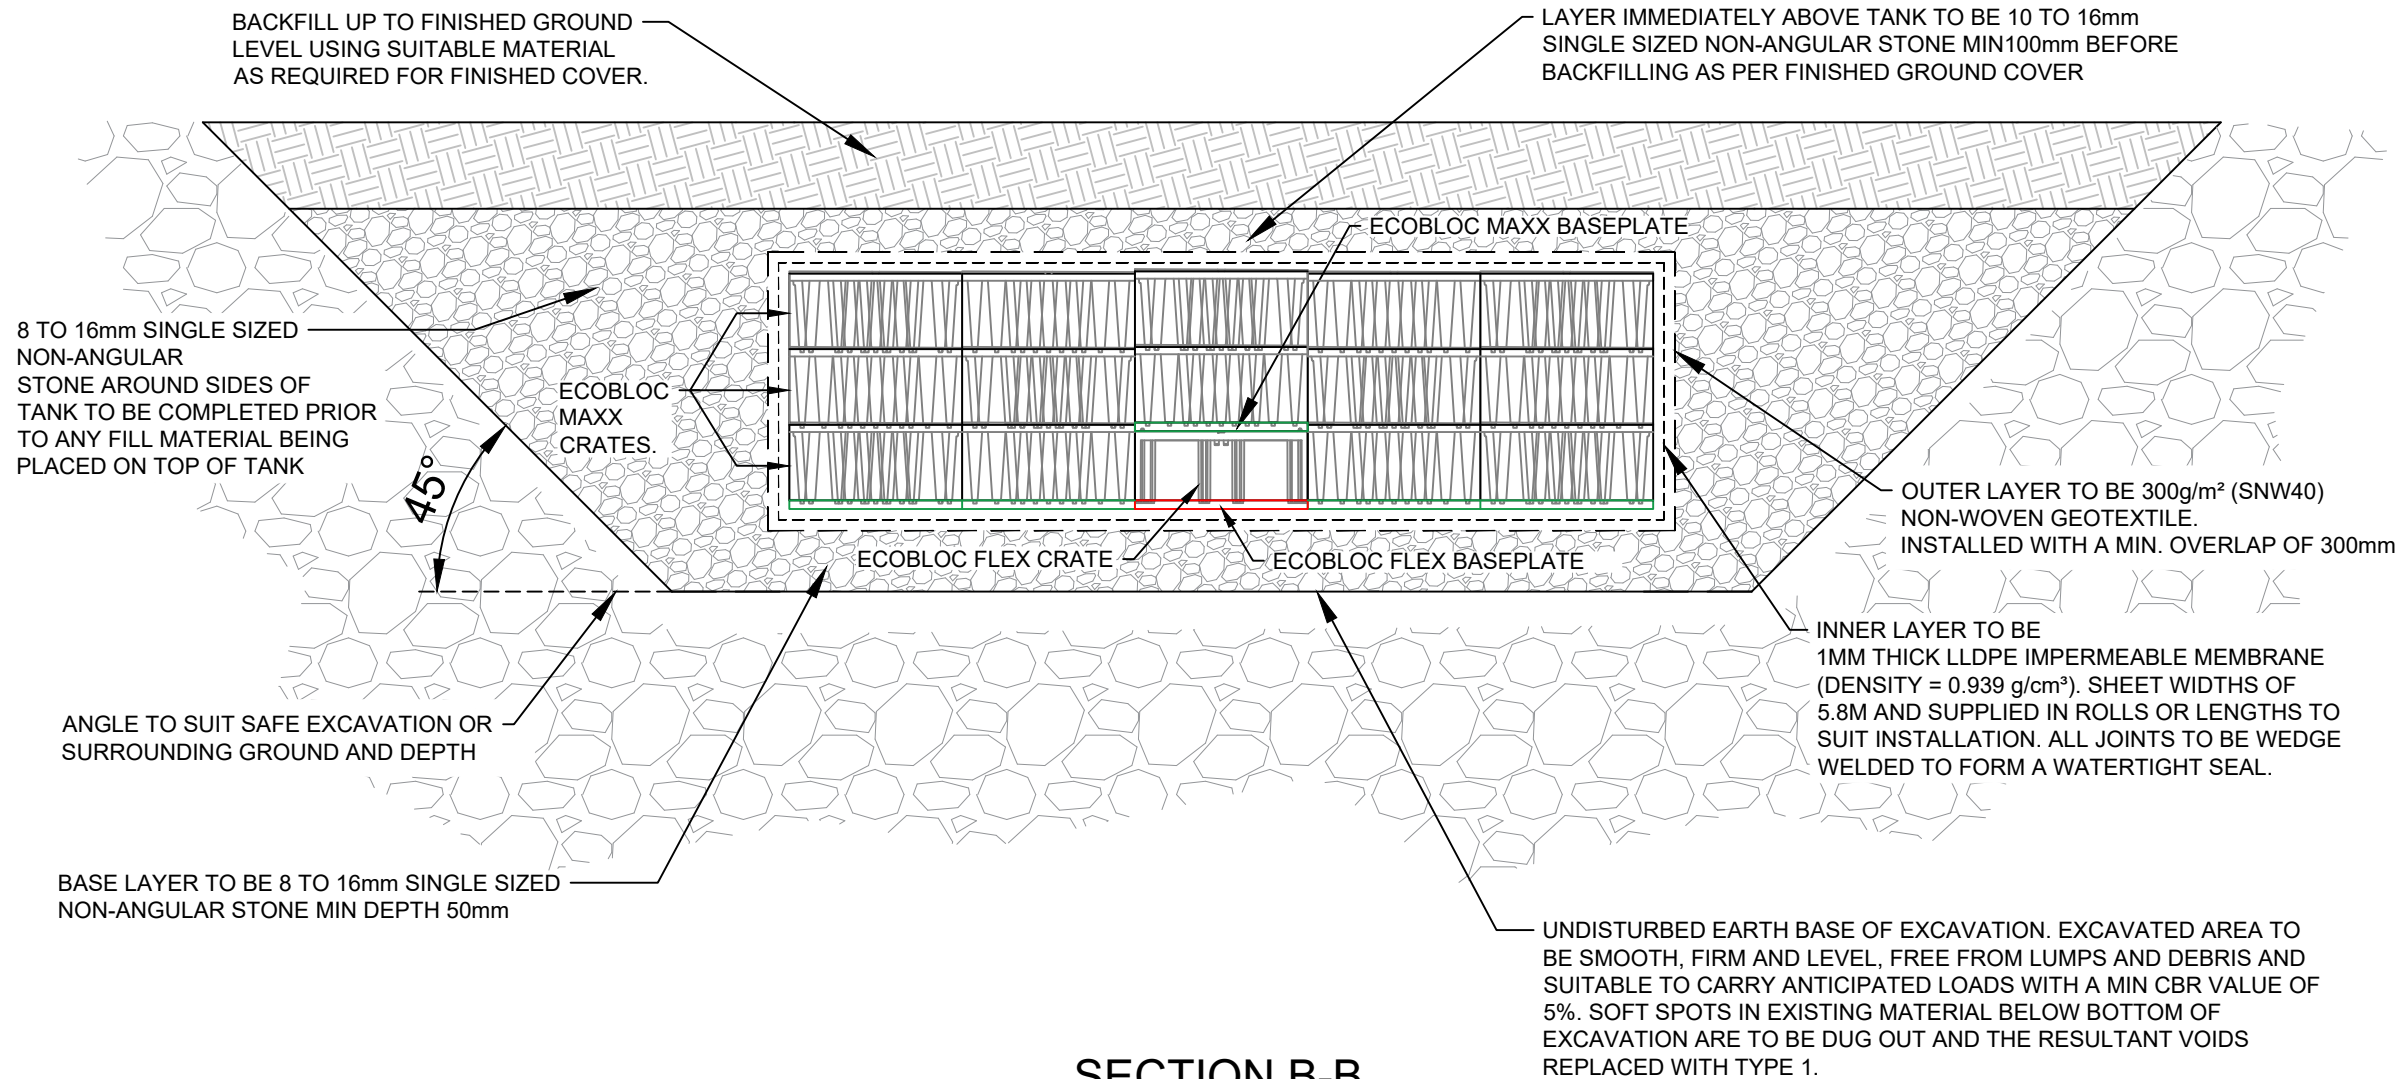 BACKFILL UP TO FINISHED GROUND
LEVEL USING SUITABLE MATERIAL
AS REQUIRED FOR FINISHED COVER.
LAYER IMMEDIATELY ABOVE TANK TO BE 10 TO 16mm
SINGLE SIZED NON-ANGULAR STONE MIN100mm BEFORE
BACKFILLING AS PER FINISHED GROUND COVER
ECOBLOC MAXX BASEPLATE
8 TO 16mm SINGLE SIZED
NON-ANGULAR
STONE AROUND SIDES OF
TANK TO BE COMPLETED PRIOR
TO ANY FILL MATERIAL BEING
PLACED ON TOP OF TANK
ECOBLOC
MAXX
CRATES.
45°
OUTER LAYER TO BE 300g/m² (SNW40)
NON-WOVEN GEOTEXTILE.
INSTALLED WITH A MIN. OVERLAP OF 300mm
ECOBLOC FLEX CRATE
ECOBLOC FLEX BASEPLATE
INNER LAYER TO BE
1MM THICK LLDPE IMPERMEABLE MEMBRANE
(DENSITY = 0.939 g/cm³). SHEET WIDTHS OF
5.8M AND SUPPLIED IN ROLLS OR LENGTHS TO
SUIT INSTALLATION. ALL JOINTS TO BE WEDGE
WELDED TO FORM A WATERTIGHT SEAL.
ANGLE TO SUIT SAFE EXCAVATION OR
SURROUNDING GROUND AND DEPTH
BASE LAYER TO BE 8 TO 16mm SINGLE SIZED
NON-ANGULAR STONE MIN DEPTH 50mm
UNDISTURBED EARTH BASE OF EXCAVATION. EXCAVATED AREA TO
BE SMOOTH, FIRM AND LEVEL, FREE FROM LUMPS AND DEBRIS AND
SUITABLE TO CARRY ANTICIPATED LOADS WITH A MIN CBR VALUE OF
5%. SOFT SPOTS IN EXISTING MATERIAL BELOW BOTTOM OF
EXCAVATION ARE TO BE DUG OUT AND THE RESULTANT VOIDS
REPLACED WITH TYPE 1.
SECTION B-B